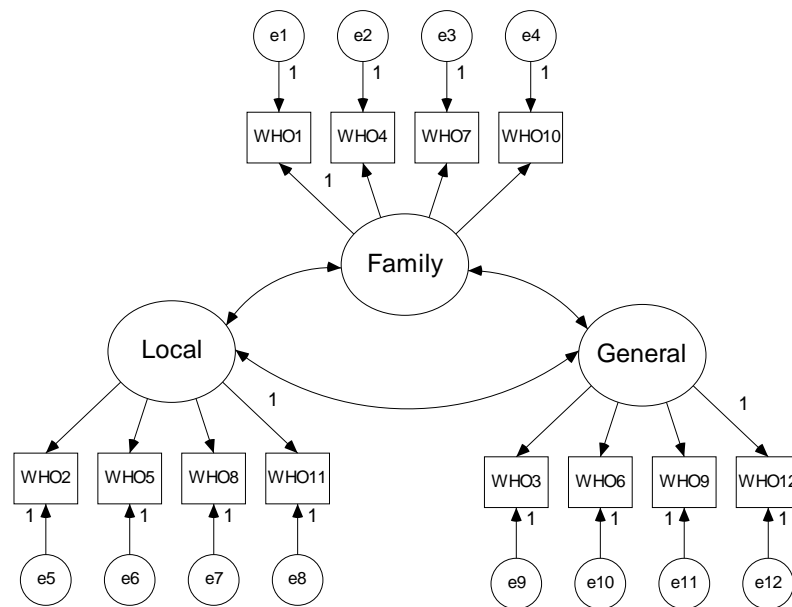 e1 e2 e3 e4
1 1 1 1
WHO1 WHO4 WHO7 WHO10
1
Family
Local General
1 1
WHO2 WHO5 WHO8 WHO11 WHO3 WHO6 WHO9 WHO12
1 1 1 1 1 1 1 1
e5 e6 e7 e8 e9 e10 e11 e12